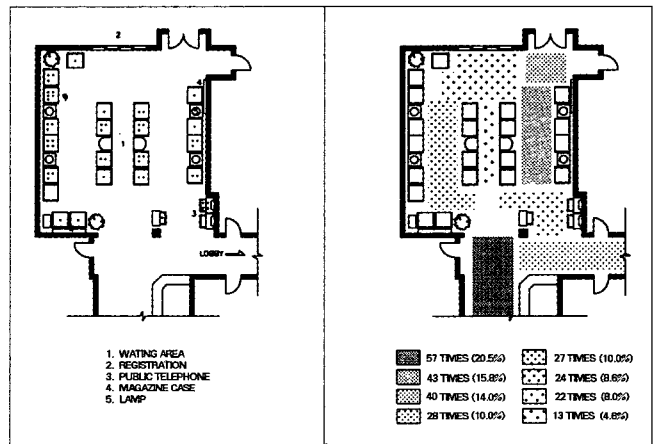 2
4
5
1
3
LOBBY
1. WATING AREA
2. REGISTRATION
3. PUBLIC TELEPHONE
4. MAGAZINE CASE
5. LAMP
57 TIMES (20.5%)
43 TIMES (15.8%)
40 TIMES (14.0%)
28 TIMES (10.0%)
27 TIMES (10.0%)
24 TIMES (8.6%)
22 TIMES (8.0%)
13 TIMES (4.8%)